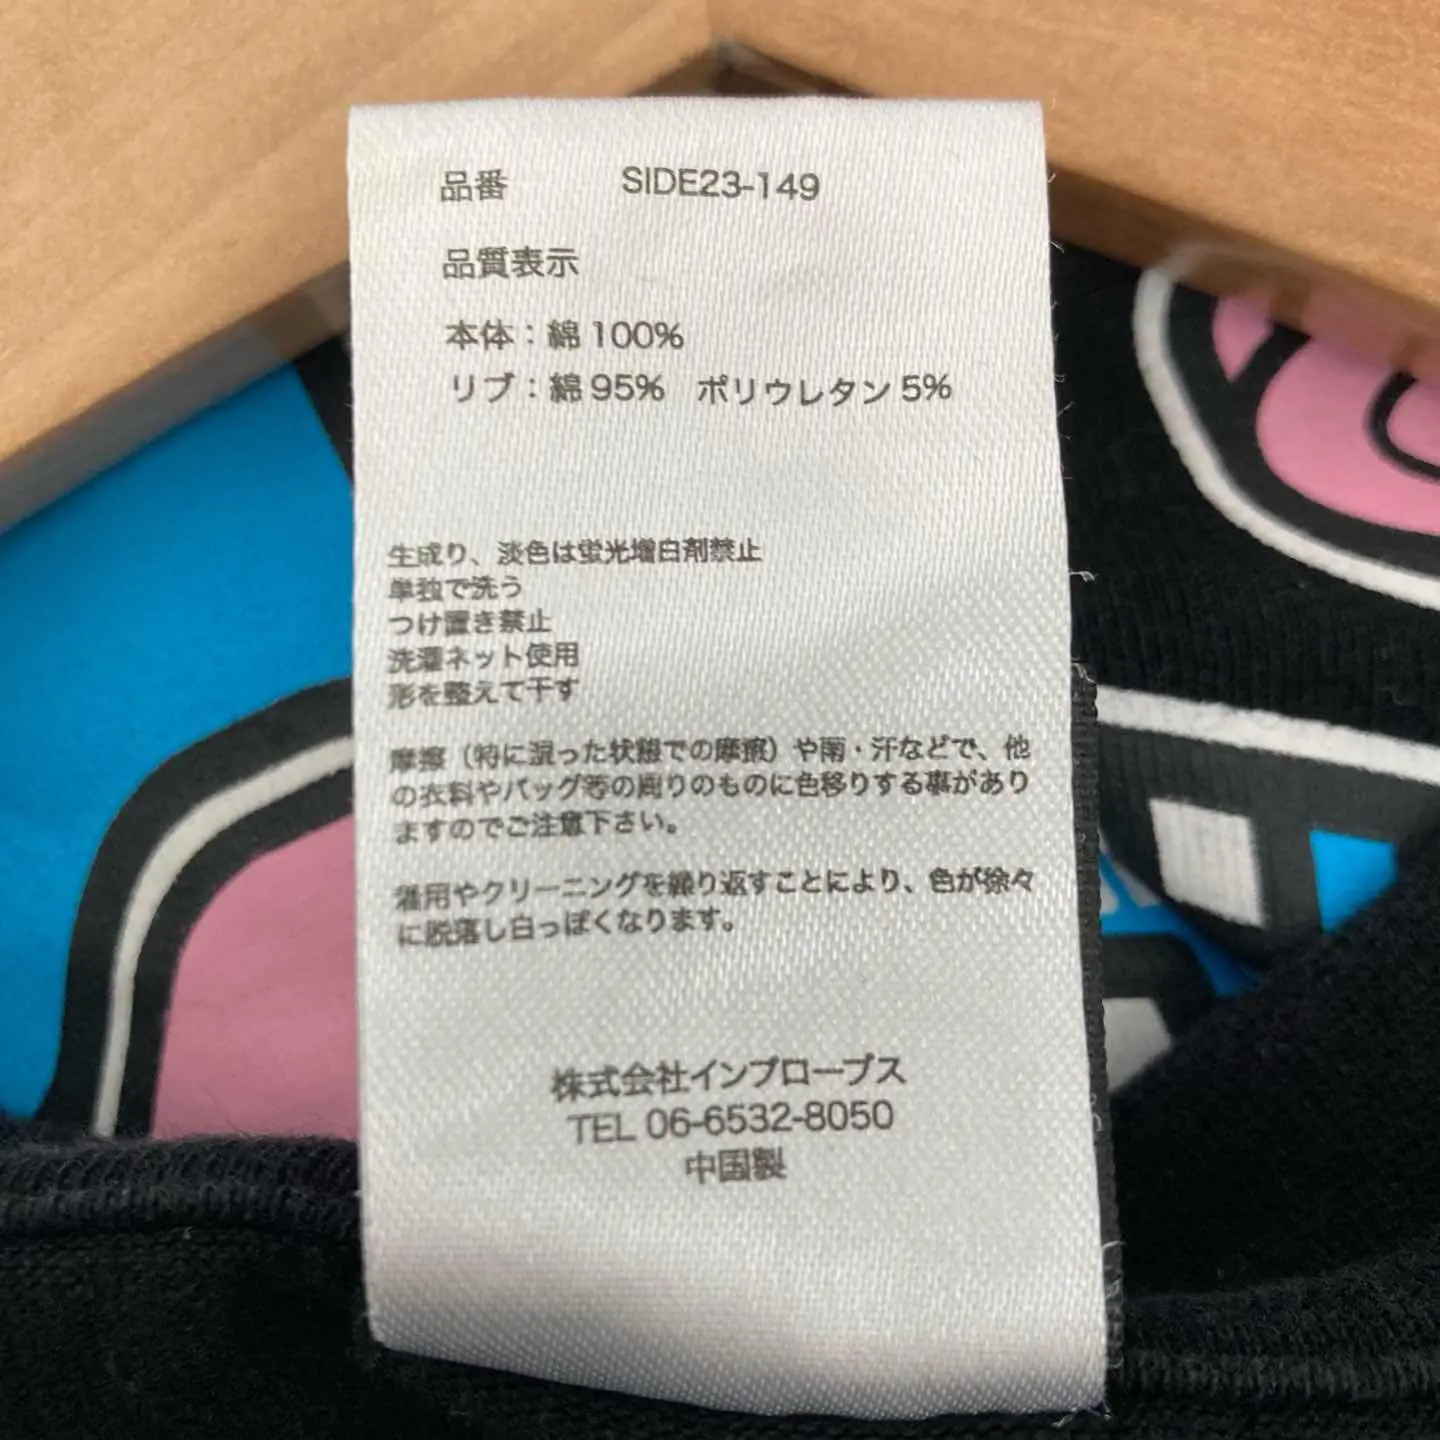 品番 SIDE23-149
品質表示
本体：綿 100%
リブ：綿 95% ポリウレタン 5%
生成り、淡色は蛍光増白剤禁止
単独で洗う
つけ置き禁止
洗濯ネット使用
形を整えて干す
摩擦（特に湿った状態での摩擦）や雨・汗などで、他
の衣料やバッグ等の周りのものに色移りする事があり
ますのでご注意下さい。
着用やクリーニングを繰り返すことにより、色が徐々
に脱落し白っぽくなります。
株式会社インプローブス
TEL 06-6532-8050
中国製